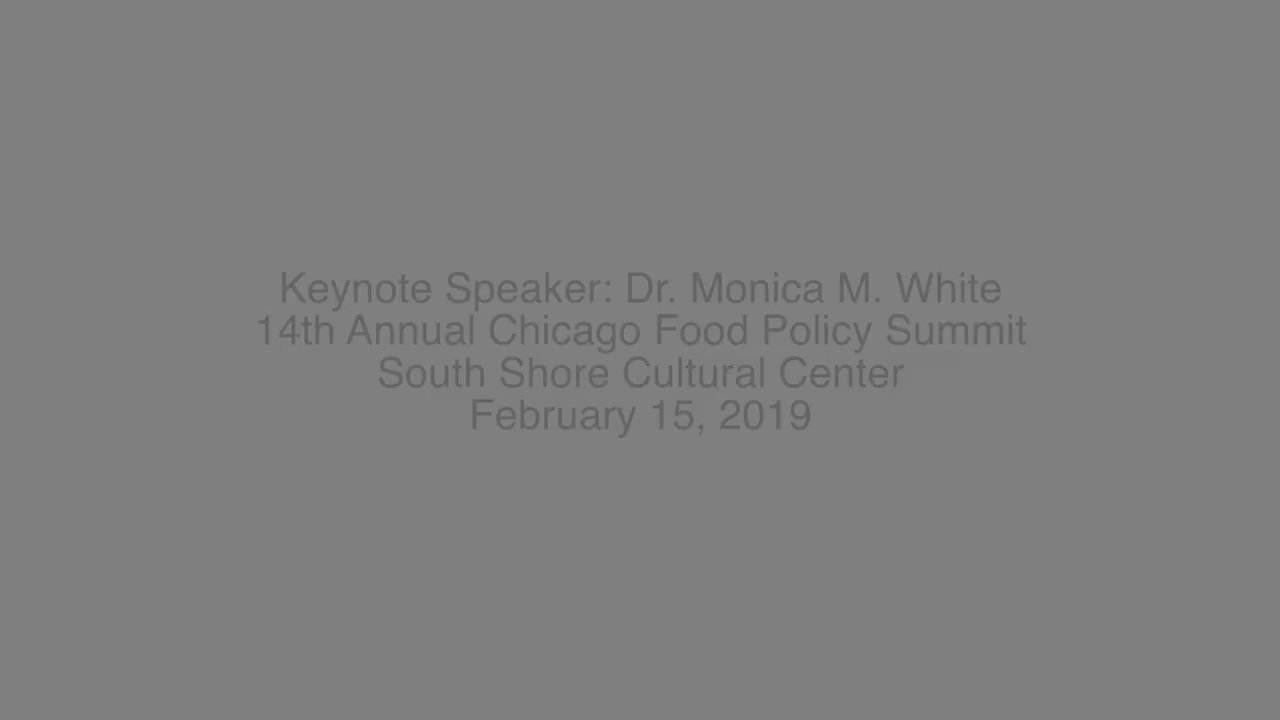 Keynote Speaker: Dr. Monica M. White
14th Annual Chicago Food Policy Summit
South Shore Cultural Center
February 15, 2019